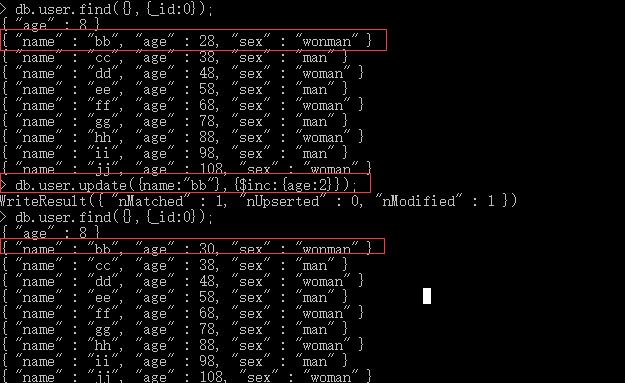 > db.user.find({}, {_id:0});
{ "age" : 8 }
{ "name" : "bb", "age" : 28, "sex" : "wonman" }
{ "name" : "cc", "age" : 38, "sex" : "man" }
{ "name" : "dd", "age" : 48, "sex" : "woman" }
{ "name" : "ee", "age" : 58, "sex" : "man" }
{ "name" : "ff", "age" : 68, "sex" : "woman" }
{ "name" : "gg", "age" : 78, "sex" : "man" }
{ "name" : "hh", "age" : 88, "sex" : "woman" }
{ "name" : "ii", "age" : 98, "sex" : "man" }
{ "name" : "jj", "age" : 108, "sex" : "woman" }
> db.user.update({name:"bb"}, {$inc:{age:2}});
WriteResult({ "nMatched" : 1, "nUpserted" : 0, "nModified" : 1 })
> db.user.find({}, {_id:0});
{ "age" : 8 }
{ "name" : "bb", "age" : 30, "sex" : "wonman" }
{ "name" : "cc", "age" : 38, "sex" : "man" }
{ "name" : "dd", "age" : 48, "sex" : "woman" }
{ "name" : "ee", "age" : 58, "sex" : "man" }
{ "name" : "ff", "age" : 68, "sex" : "woman" }
{ "name" : "gg", "age" : 78, "sex" : "man" }
{ "name" : "hh", "age" : 88, "sex" : "woman" }
{ "name" : "ii", "age" : 98, "sex" : "man" }
{ "name" : "jj", "age" : 108, "sex" : "woman" }